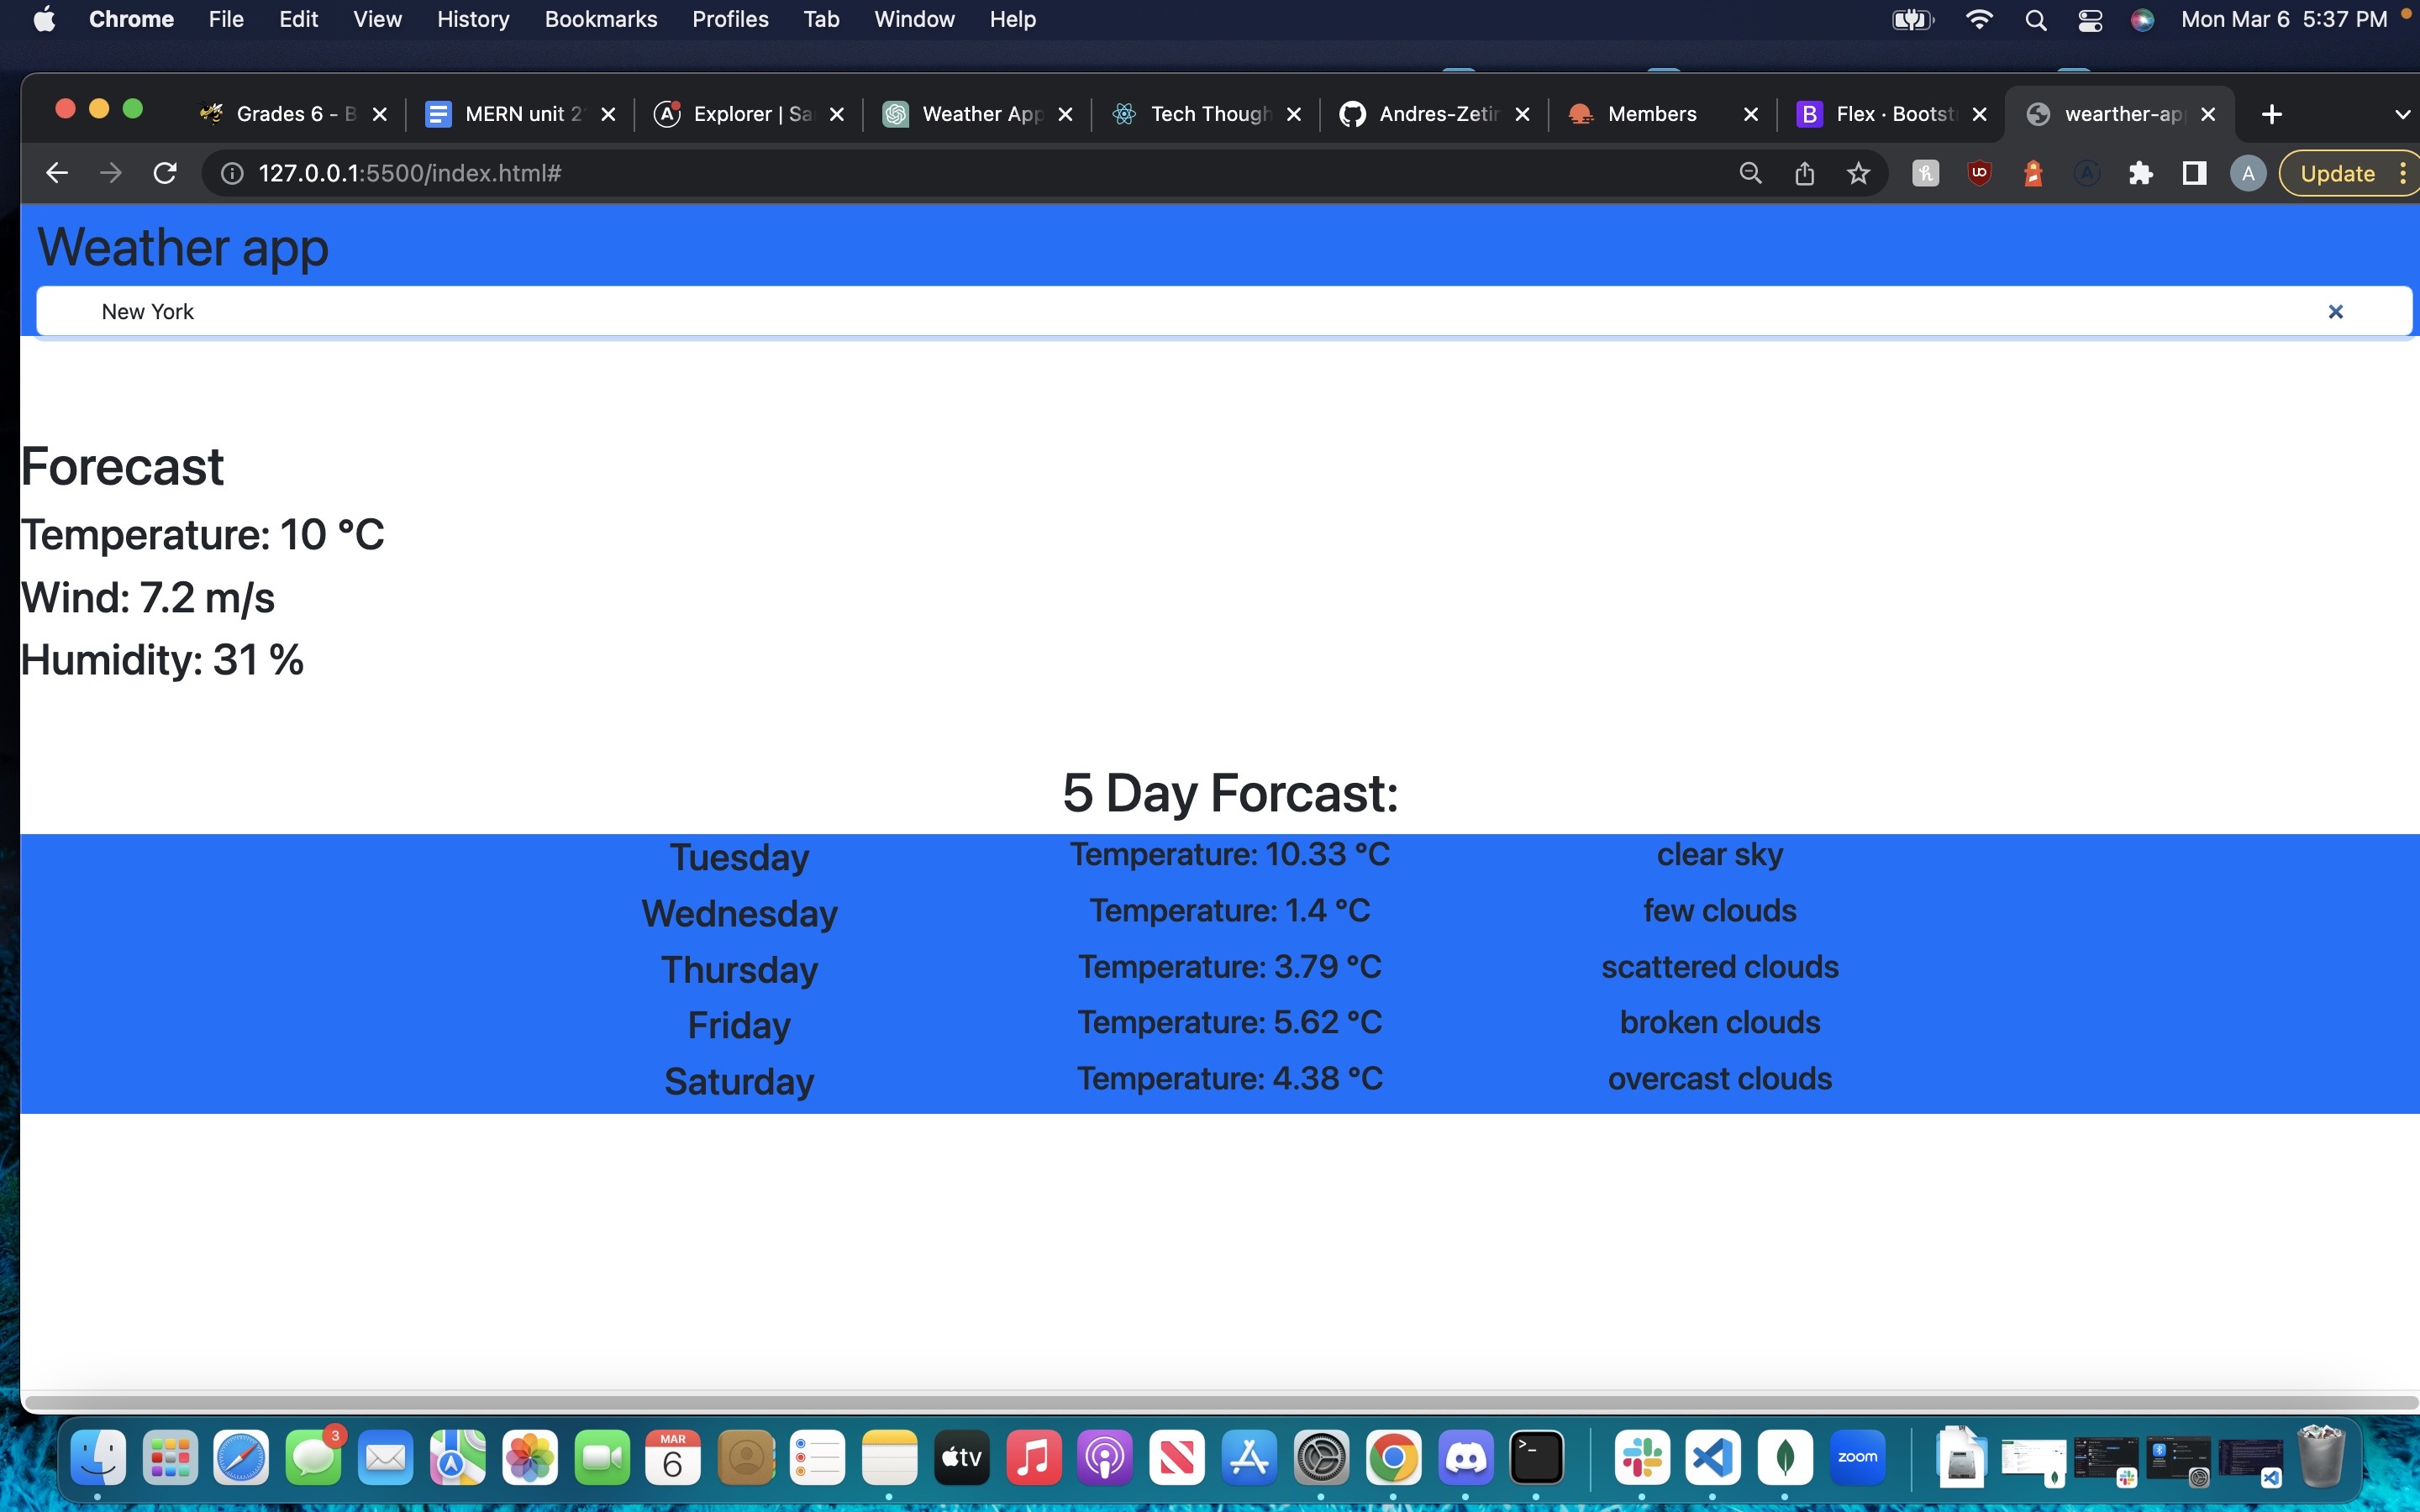 Chrome File Edit View History Bookmarks Profiles Tab Window Help Mon Mar 6 5:37 PM
Grades 6 - B MERN unit 2 Explorer | Sa Weather App Tech Though Andres-Zetin Members Flex · Bootst wearther-ap
127.0.0.1:5500/index.html# A Update
Weather app
New York
Forecast
Temperature: 10 °C
Wind: 7.2 m/s
Humidity: 31 %
5 Day Forcast:
Tuesday Temperature: 10.33 °C clear sky
Wednesday Temperature: 1.4 °C few clouds
Thursday Temperature: 3.79 °C scattered clouds
Friday Temperature: 5.62 °C broken clouds
Saturday Temperature: 4.38 °C overcast clouds
3
MAR
6
tv
zoom